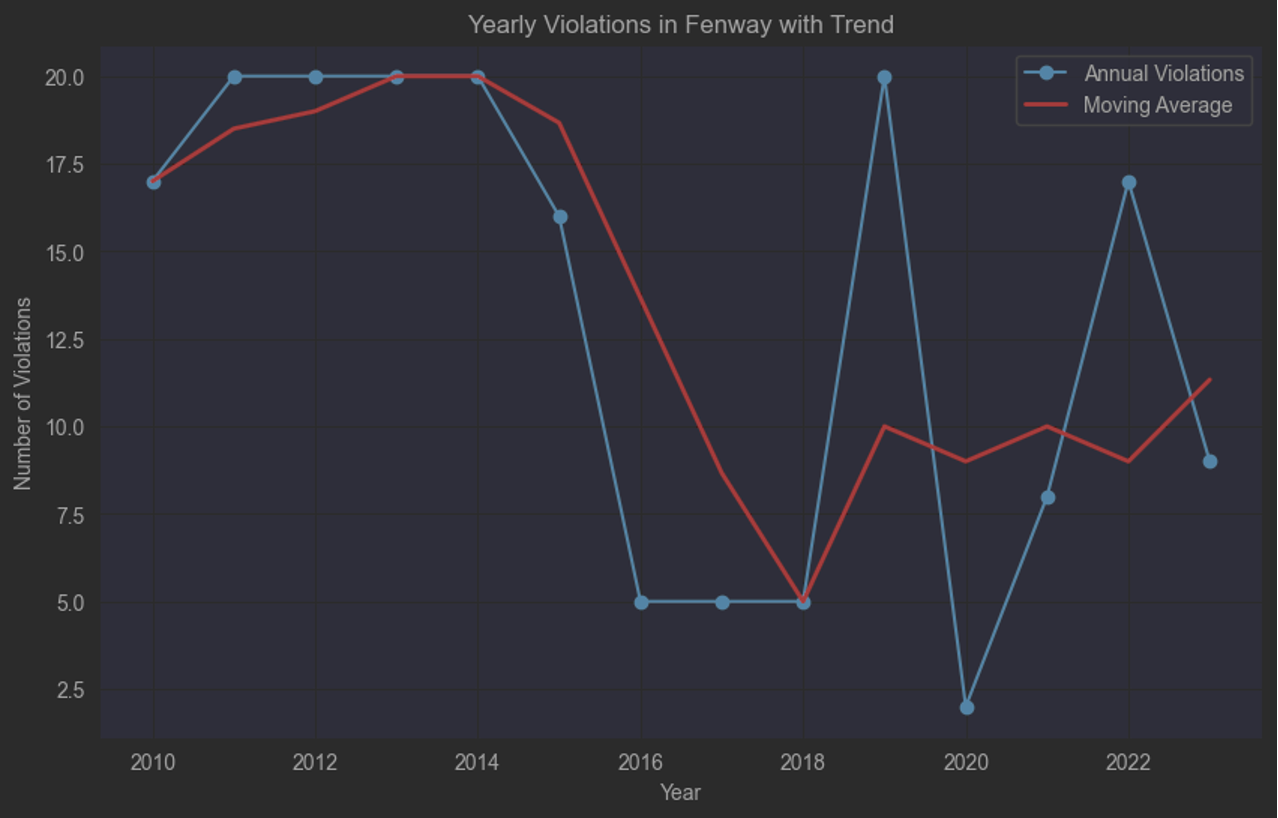 Yearly Violations in Fenway with Trend
Annual Violations
Moving Average
Number of Violations
20.0
17.5
15.0
12.5
10.0
7.5
5.0
2.5
2010 2012 2014 2016 2018 2020 2022
Year